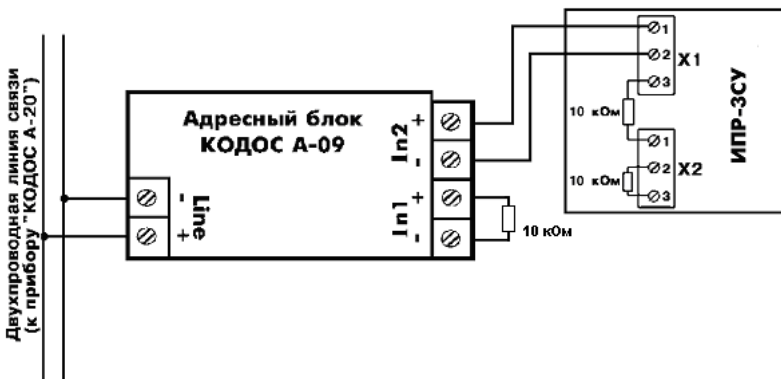 Двухпроводная линия связи
(к прибору "КОДОС А-20")
Адресный блок
КОДОС А-09
-
+
Line
In2
+
-
In1
+
-
10 кОм
1
2
3
X1
10 кОм
1
2
3
X2
10 кОм
ИПР-3СУ